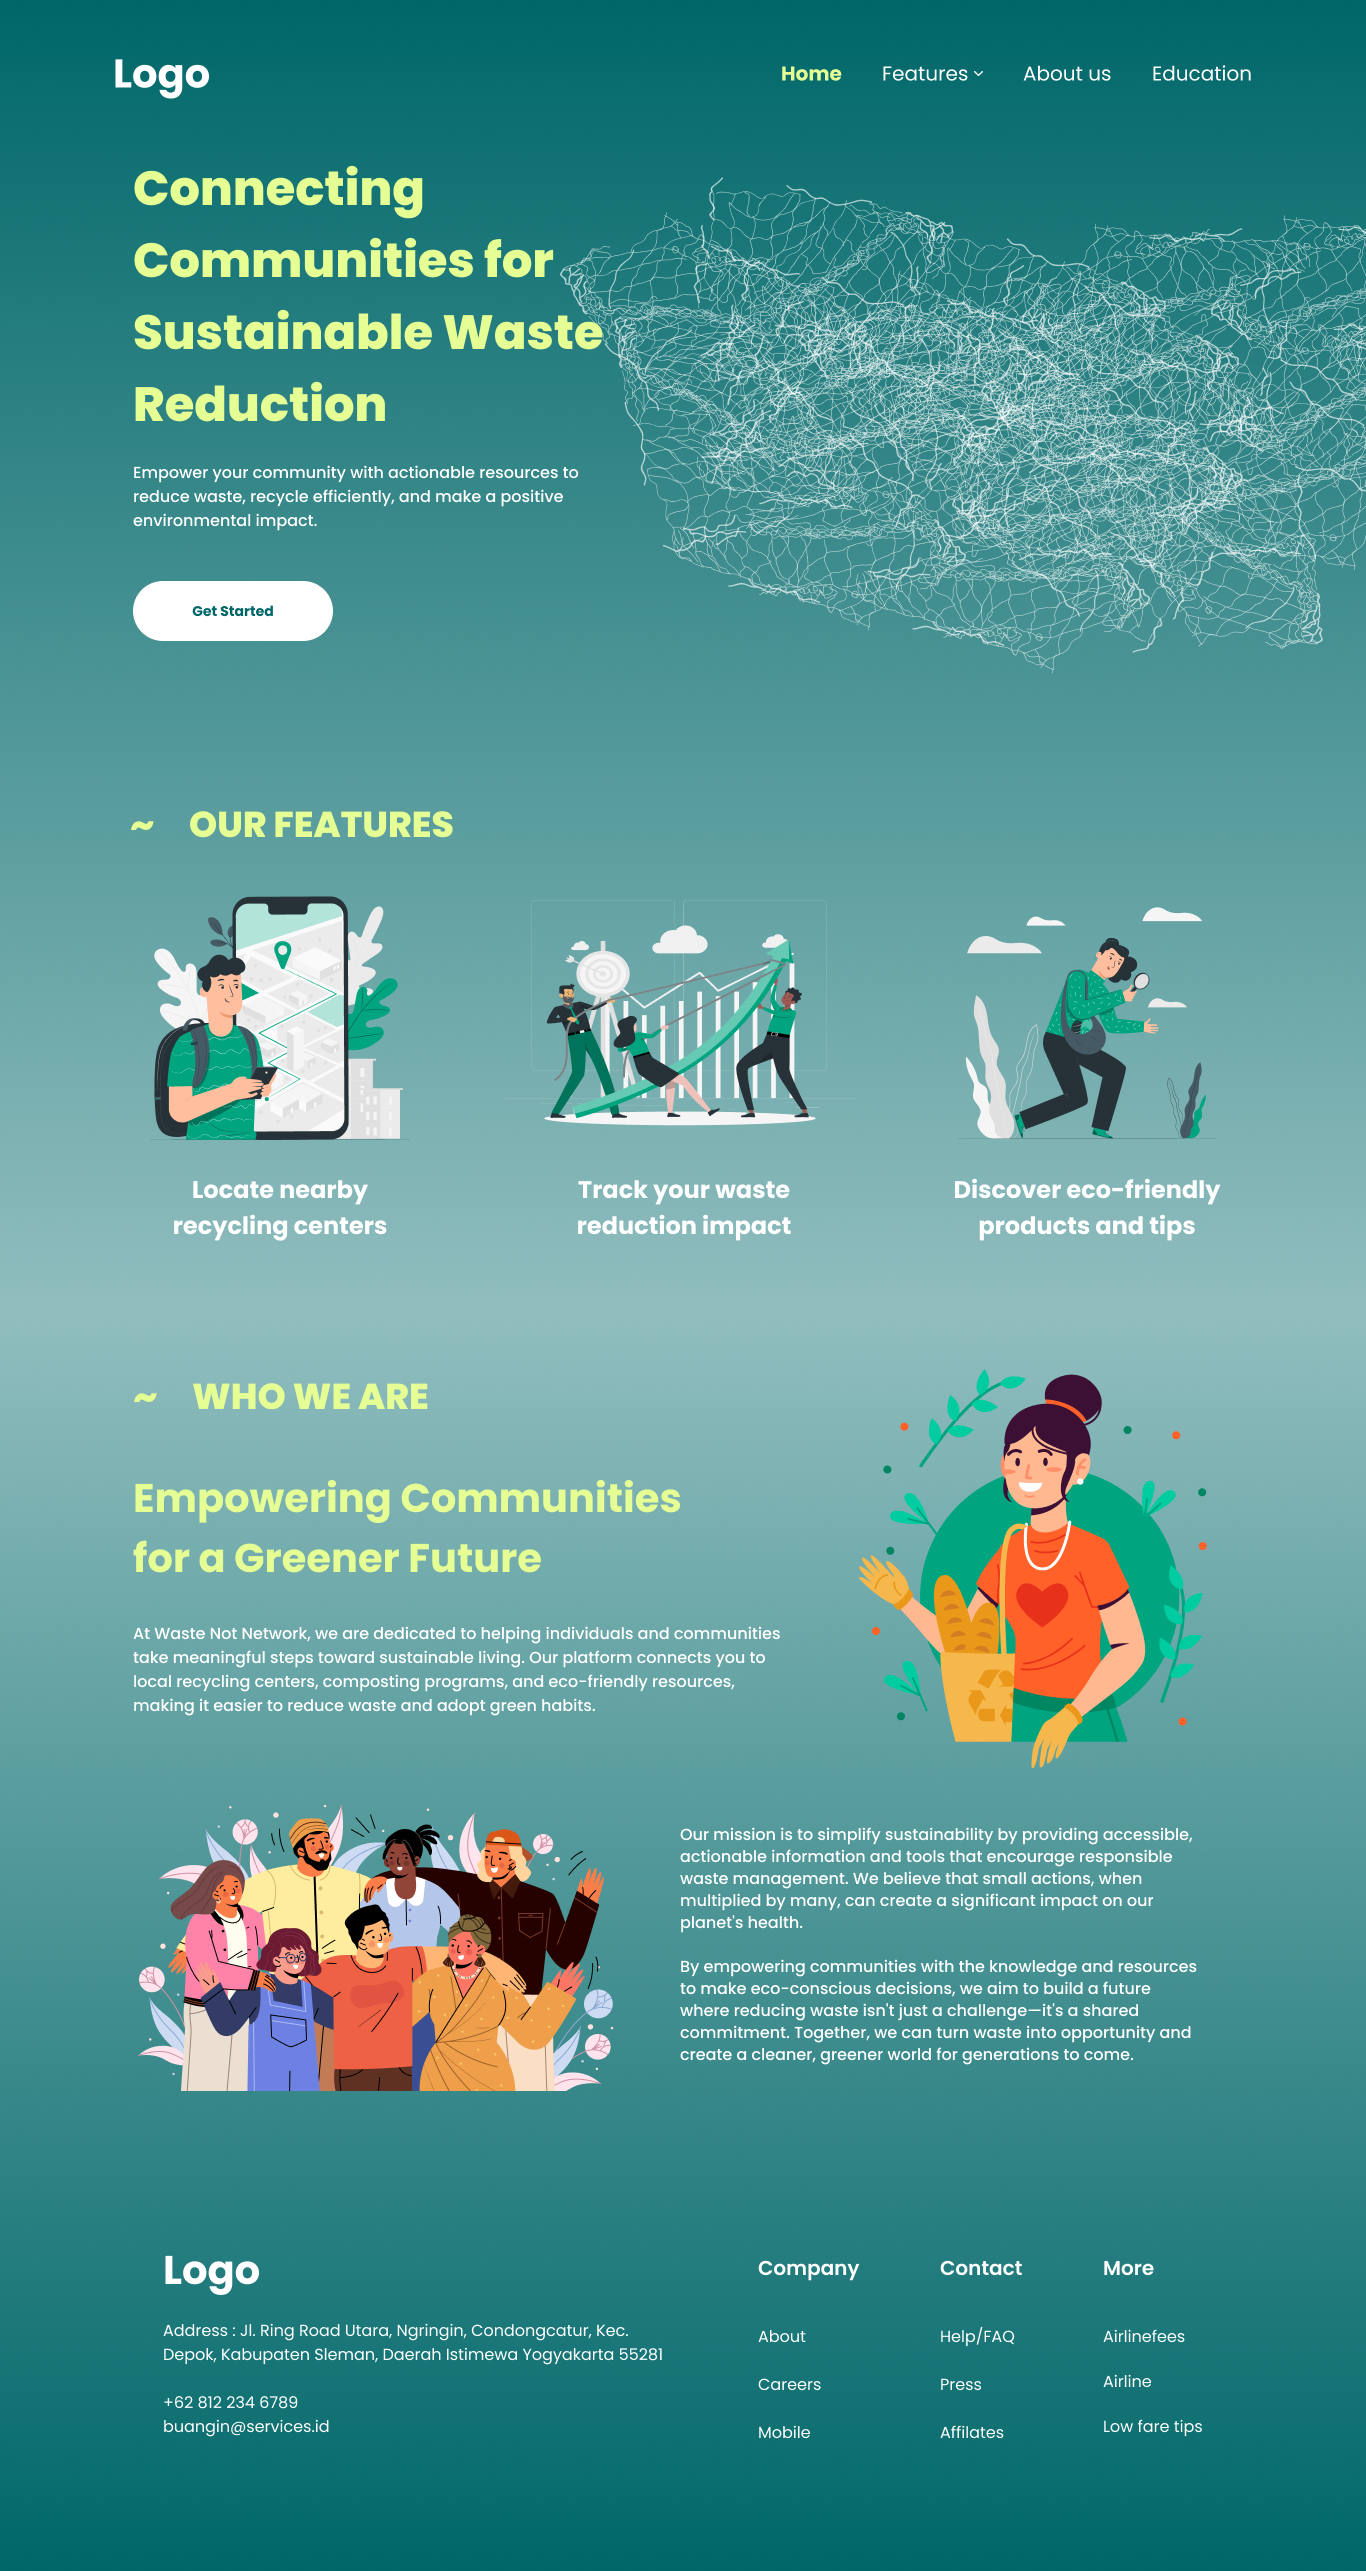 Logo
Home
Features
About us
Education
Connecting
Communities for
Sustainable Waste
Reduction
Empower your community with actionable resources to
reduce waste, recycle efficiently, and make a positive
environmental impact.
Get Started
~ OUR FEATURES
Locate nearby
recycling centers
Track your waste
reduction impact
Discover eco-friendly
products and tips
~ WHO WE ARE
Empowering Communities
for a Greener Future
At Waste Not Network, we are dedicated to helping individuals and communities
take meaningful steps toward sustainable living. Our platform connects you to
local recycling centers, composting programs, and eco-friendly resources,
making it easier to reduce waste and adopt green habits.
Our mission is to simplify sustainability by providing accessible,
actionable information and tools that encourage responsible
waste management. We believe that small actions, when
multiplied by many, can create a significant impact on our
planet's health.
By empowering communities with the knowledge and resources
to make eco-conscious decisions, we aim to build a future
where reducing waste isn't just a challenge—it's a shared
commitment. Together, we can turn waste into opportunity and
create a cleaner, greener world for generations to come.
Logo
Address : Jl. Ring Road Utara, Ngringin, Condongcatur, Kec.
Depok, Kabupaten Sleman, Daerah Istimewa Yogyakarta 55281
+62 812 234 6789
buangin@services.id
Company
About
Careers
Mobile
Contact
Help/FAQ
Press
Affilates
More
Airlinefees
Airline
Low fare tips